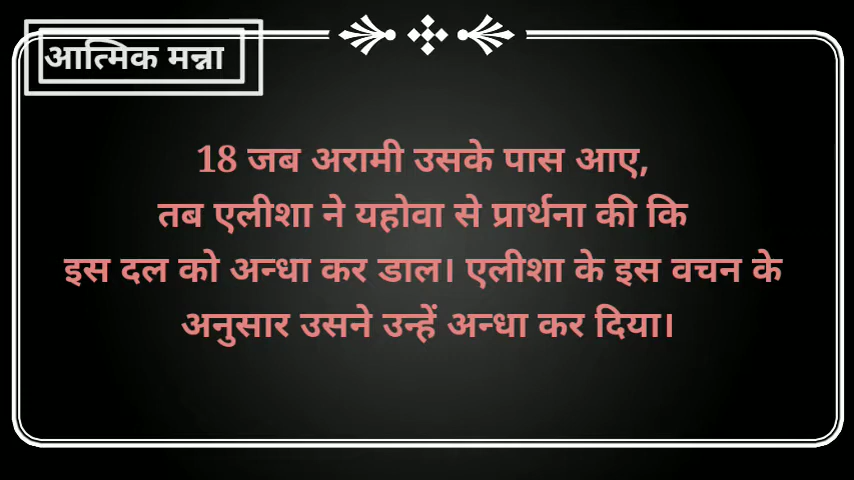 आत्मिक मन्ना
18 जब अरामी उसके पास आए,
तब एलीशा ने यहोवा से प्रार्थना की कि
इस दल को अन्धा कर डाल। एलीशा के इस वचन के
अनुसार उसने उन्हें अन्धा कर दिया।